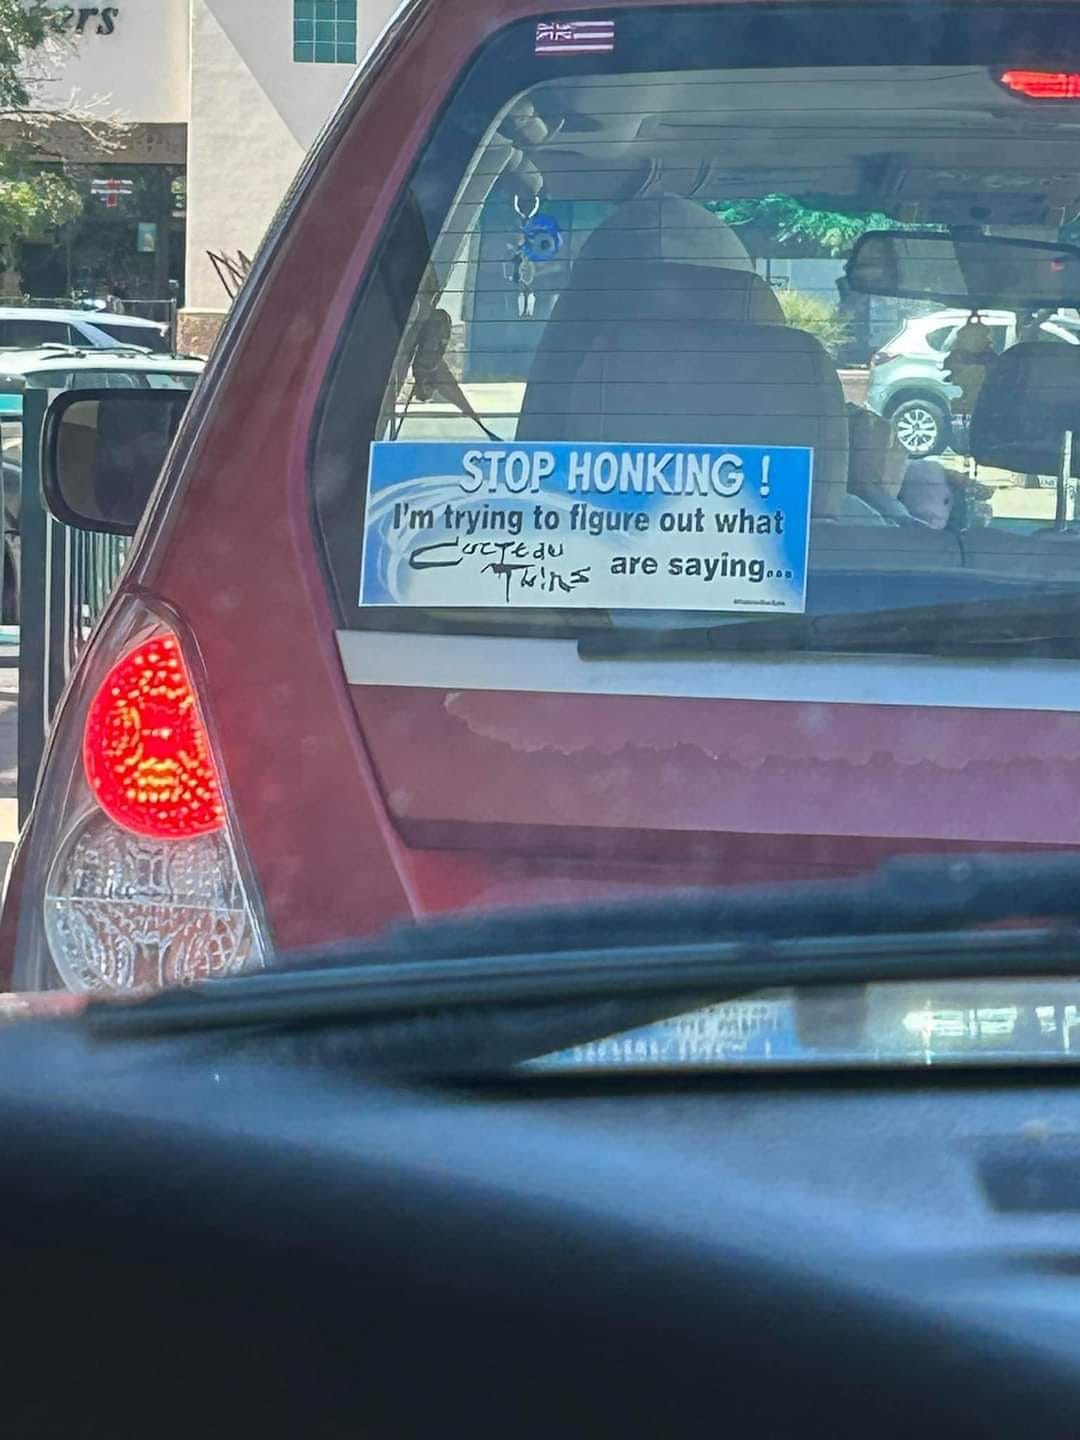 STOP HONKING !
I'm trying to figure out what
Cocteau
Twins are saying...